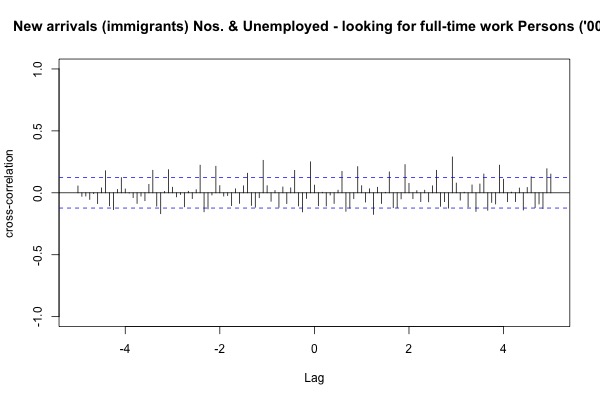 New arrivals (immigrants) Nos. & Unemployed - looking for full-time work Persons ('00
1.0
0.5
0.0
-0.5
-1.0
cross-correlation
-4 -2 0 2 4
Lag